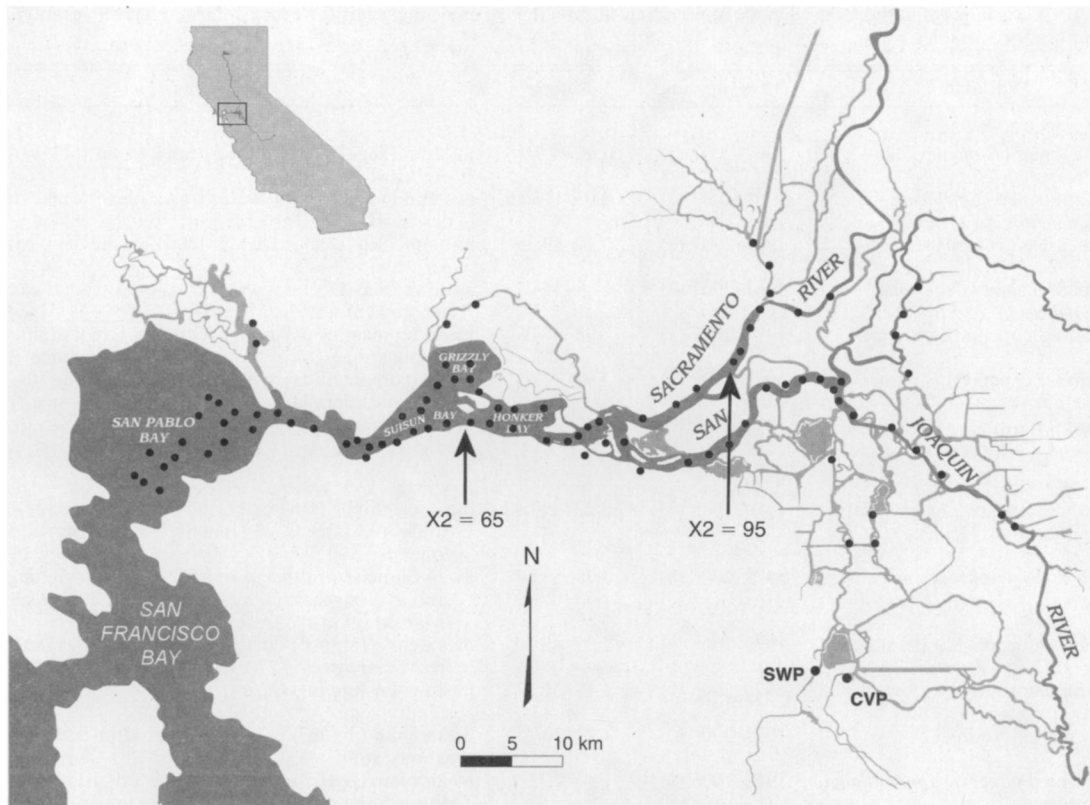 SACRAMENTO
RIVER
GRIZZLY
BAY
SUISUN
BAY
HONKER
BAY
SAN PABLO
BAY
SAN
JOAQUIN
RIVER
X2 = 65
X2 = 95
N
SAN
FRANCISCO
BAY
SWP
CVP
0 5 10 km